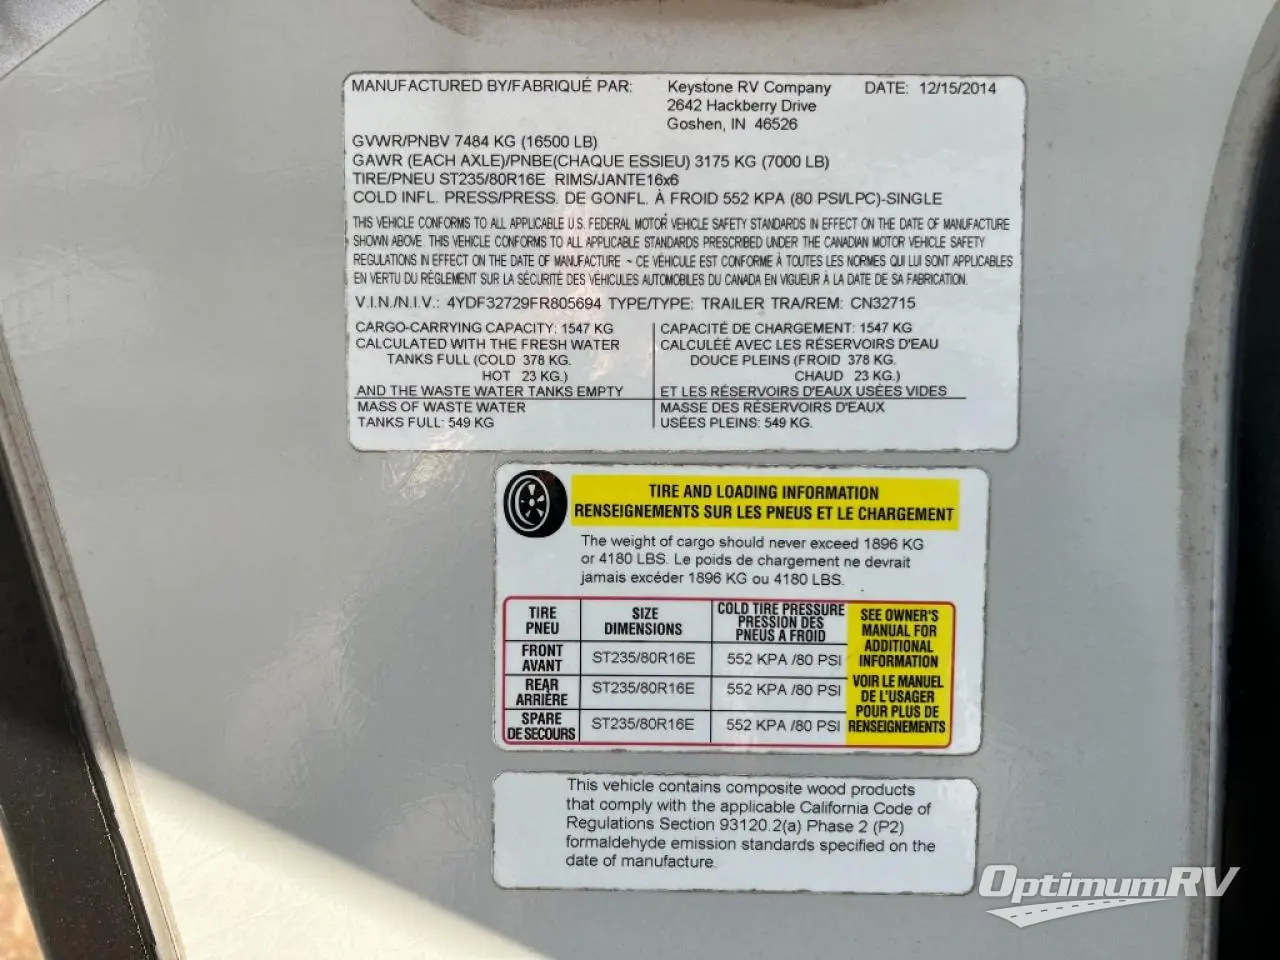 MANUFACTURED BY/FABRIQUÉ PAR: Keystone RV Company DATE: 12/15/2014
2642 Hackberry Drive
Goshen, IN 46526
GVWR/PNBV 7484 KG (16500 LB)
GAWR (EACH AXLE)/PNBE(CHAQUE ESSIEU) 3175 KG (7000 LB)
TIRE/PNEU ST235/80R16E RIMS/JANTE16x6
COLD INFL. PRESS/PRESS. DE GONFL. À FROID 552 KPA (80 PSI/LPC)-SINGLE
THIS VEHICLE CONFORMS TO ALL APPLICABLE U.S. FEDERAL MOTOR VEHICLE SAFETY STANDARDS IN EFFECT ON THE DATE OF MANUFACTURE
SHOWN ABOVE. THIS VEHICLE CONFORMS TO ALL APPLICABLE STANDARDS PRESCRIBED UNDER THE CANADIAN MOTOR VEHICLE SAFETY
REGULATIONS IN EFFECT ON THE DATE OF MANUFACTURE ~ CE VÉHICULE EST CONFORME À TOUTES LES NORMES QUI LUI SONT APPLICABLES
EN VERTU DU RÉGLEMENT SUR LA SÉCURITÉ DES VÉHICULES AUTOMOBILES DU CANADA EN VIGUEUR À LA DATE DE SA FABRICATION.
V.I.N./N.I.V.: 4YDF32729FR805694 TYPE/TYPE: TRAILER TRA/REM: CN32715
CARGO-CARRYING CAPACITY: 1547 KG
CALCULATED WITH THE FRESH WATER
TANKS FULL (COLD 378 KG.
HOT 23 KG.)
AND THE WASTE WATER TANKS EMPTY
MASS OF WASTE WATER
TANKS FULL: 549 KG
CAPACITÉ DE CHARGEMENT: 1547 KG
CALCULÉE AVEC LES RÉSERVOIRS D'EAU
DOUCE PLEINS (FROID 378 KG.
CHAUD 23 KG.)
ET LES RÉSERVOIRS D'EAUX USÉES VIDES
MASSE DES RÉSERVOIRS D'EAUX
USÉES PLEINS: 549 KG.
TIRE AND LOADING INFORMATION
RENSEIGNEMENTS SUR LES PNEUS ET LE CHARGEMENT
The weight of cargo should never exceed 1896 KG
or 4180 LBS. Le poids de chargement ne devrait
jamais excéder 1896 KG ou 4180 LBS.
TIRE
PNEU
SIZE
DIMENSIONS
COLD TIRE PRESSURE
PRESSION DES
PNEUS A FROID
FRONT
AVANT
ST235/80R16E
552 KPA /80 PSI
REAR
ARRIÈRE
ST235/80R16E
552 KPA /80 PSI
SPARE
DE SECOURS
ST235/80R16E
552 KPA /80 PSI
SEE OWNER'S
MANUAL FOR
ADDITIONAL
INFORMATION
VOIR LE MANUEL
DE L'USAGER
POUR PLUS DE
RENSEIGNEMENTS
This vehicle contains composite wood products
that comply with the applicable California Code of
Regulations Section 93120.2(a) Phase 2 (P2)
formaldehyde emission standards specified on the
date of manufacture.
OptimumRV